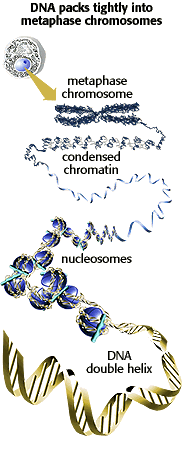 DNA packs tightly into
metaphase chromosomes
metaphase
chromosome
condensed
chromatin
nucleosomes
DNA
double helix